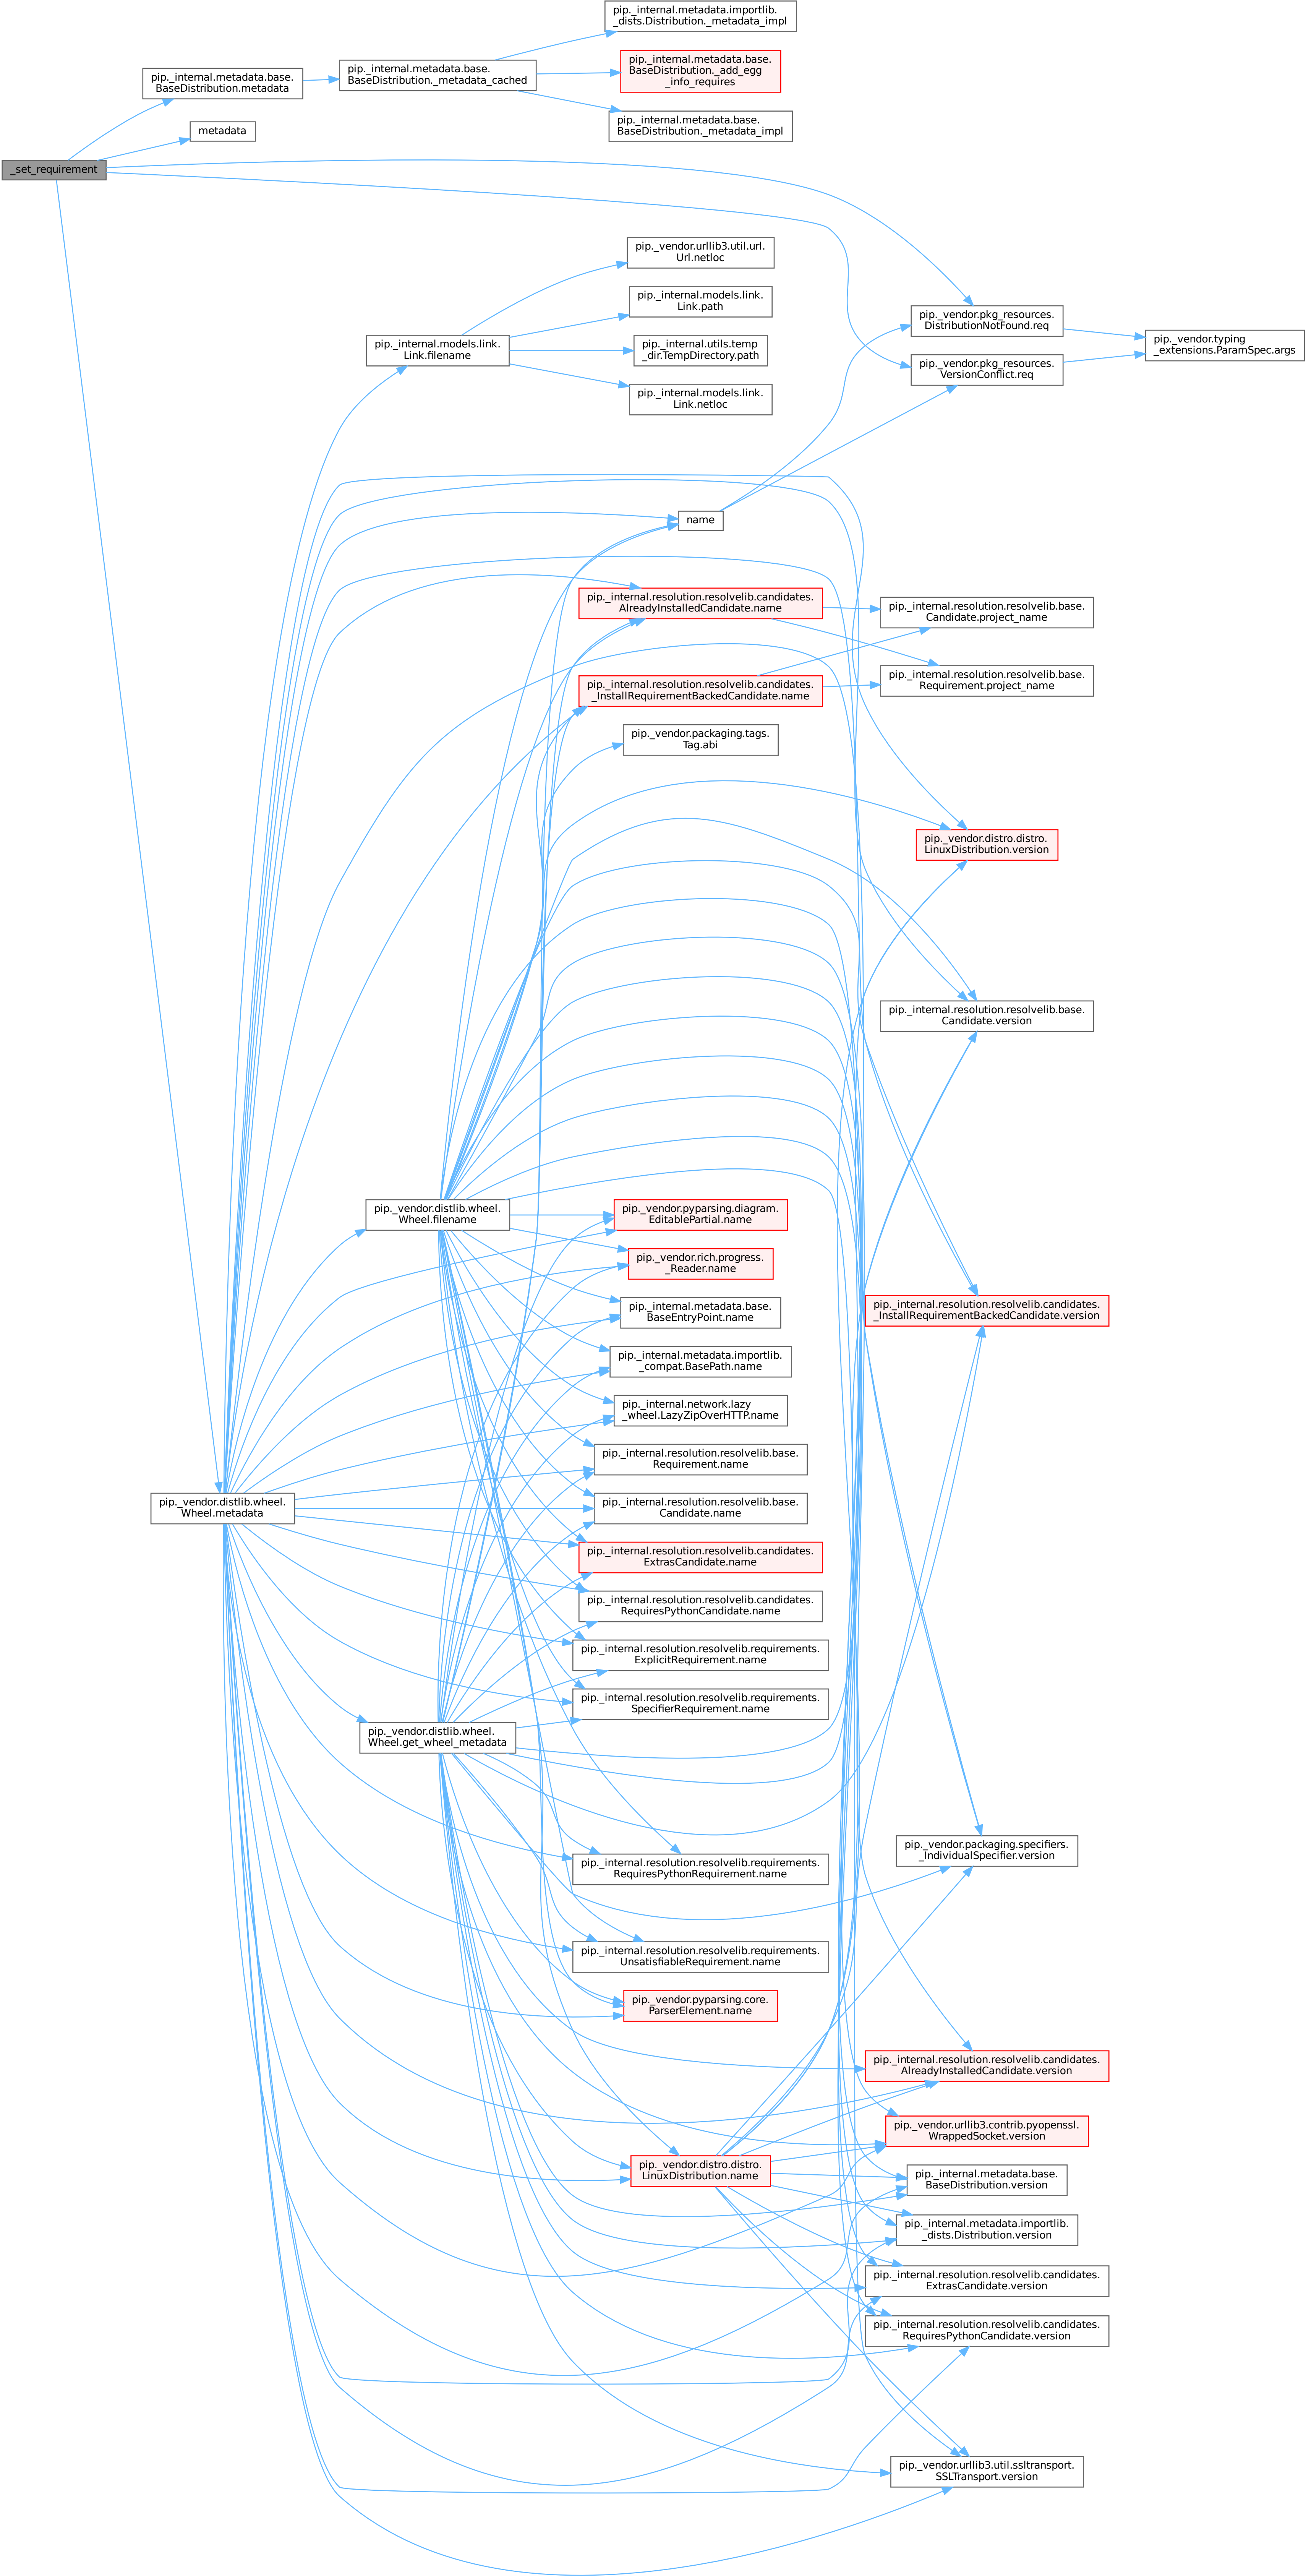 pip._internal.metadata.importlib.
_dists.Distribution._metadata_impl
pip._internal.metadata.base.
BaseDistribution._add_egg
_info_requires
pip._internal.metadata.base.
BaseDistribution.metadata
pip._internal.metadata.base.
BaseDistribution._metadata_cached
pip._internal.metadata.base.
BaseDistribution._metadata_impl
metadata
_set_requirement
pip._vendor.urllib3.util.url.
Url.netloc
pip._internal.models.link.
Link.path
pip._vendor.pkg_resources.
DistributionNotFound.req
pip._internal.models.link.
Link.filename
pip._internal.utils.temp
_dir.TempDirectory.path
pip._vendor.typing
_extensions.ParamSpec.args
pip._vendor.pkg_resources.
VersionConflict.req
pip._internal.models.link.
Link.netloc
name
pip._internal.resolution.resolvelib.candidates.
AlreadyInstalledCandidate.name
pip._internal.resolution.resolvelib.base.
Candidate.project_name
pip._internal.resolution.resolvelib.base.
Requirement.project_name
pip._internal.resolution.resolvelib.candidates.
_InstallRequirementBackedCandidate.name
pip._vendor.packaging.tags.
Tag.abi
pip._vendor.distro.distro.
LinuxDistribution.version
pip._internal.resolution.resolvelib.base.
Candidate.version
pip._vendor.distlib.wheel.
Wheel.filename
pip._vendor.pyparsing.diagram.
EditablePartial.name
pip._vendor.rich.progress.
_Reader.name
pip._internal.metadata.base.
BaseEntryPoint.name
pip._internal.resolution.resolvelib.candidates.
_InstallRequirementBackedCandidate.version
pip._internal.metadata.importlib.
_compat.BasePath.name
pip._internal.network.lazy
_wheel.LazyZipOverHTTP.name
pip._internal.resolution.resolvelib.base.
Requirement.name
pip._vendor.distlib.wheel.
Wheel.metadata
pip._internal.resolution.resolvelib.base.
Candidate.name
pip._internal.resolution.resolvelib.candidates.
ExtrasCandidate.name
pip._internal.resolution.resolvelib.candidates.
RequiresPythonCandidate.name
pip._internal.resolution.resolvelib.requirements.
ExplicitRequirement.name
pip._internal.resolution.resolvelib.requirements.
SpecifierRequirement.name
pip._vendor.distlib.wheel.
Wheel.get_wheel_metadata
pip._vendor.packaging.specifiers.
_IndividualSpecifier.version
pip._internal.resolution.resolvelib.requirements.
RequiresPythonRequirement.name
pip._internal.resolution.resolvelib.requirements.
UnsatisfiableRequirement.name
pip._vendor.pyparsing.core.
ParserElement.name
pip._internal.resolution.resolvelib.candidates.
AlreadyInstalledCandidate.version
pip._vendor.urllib3.contrib.pyopenssl.
WrappedSocket.version
pip._vendor.distro.distro.
LinuxDistribution.name
pip._internal.metadata.base.
BaseDistribution.version
pip._internal.metadata.importlib.
_dists.Distribution.version
pip._internal.resolution.resolvelib.candidates.
ExtrasCandidate.version
pip._internal.resolution.resolvelib.candidates.
RequiresPythonCandidate.version
pip._vendor.urllib3.util.ssltransport.
SSLTransport.version